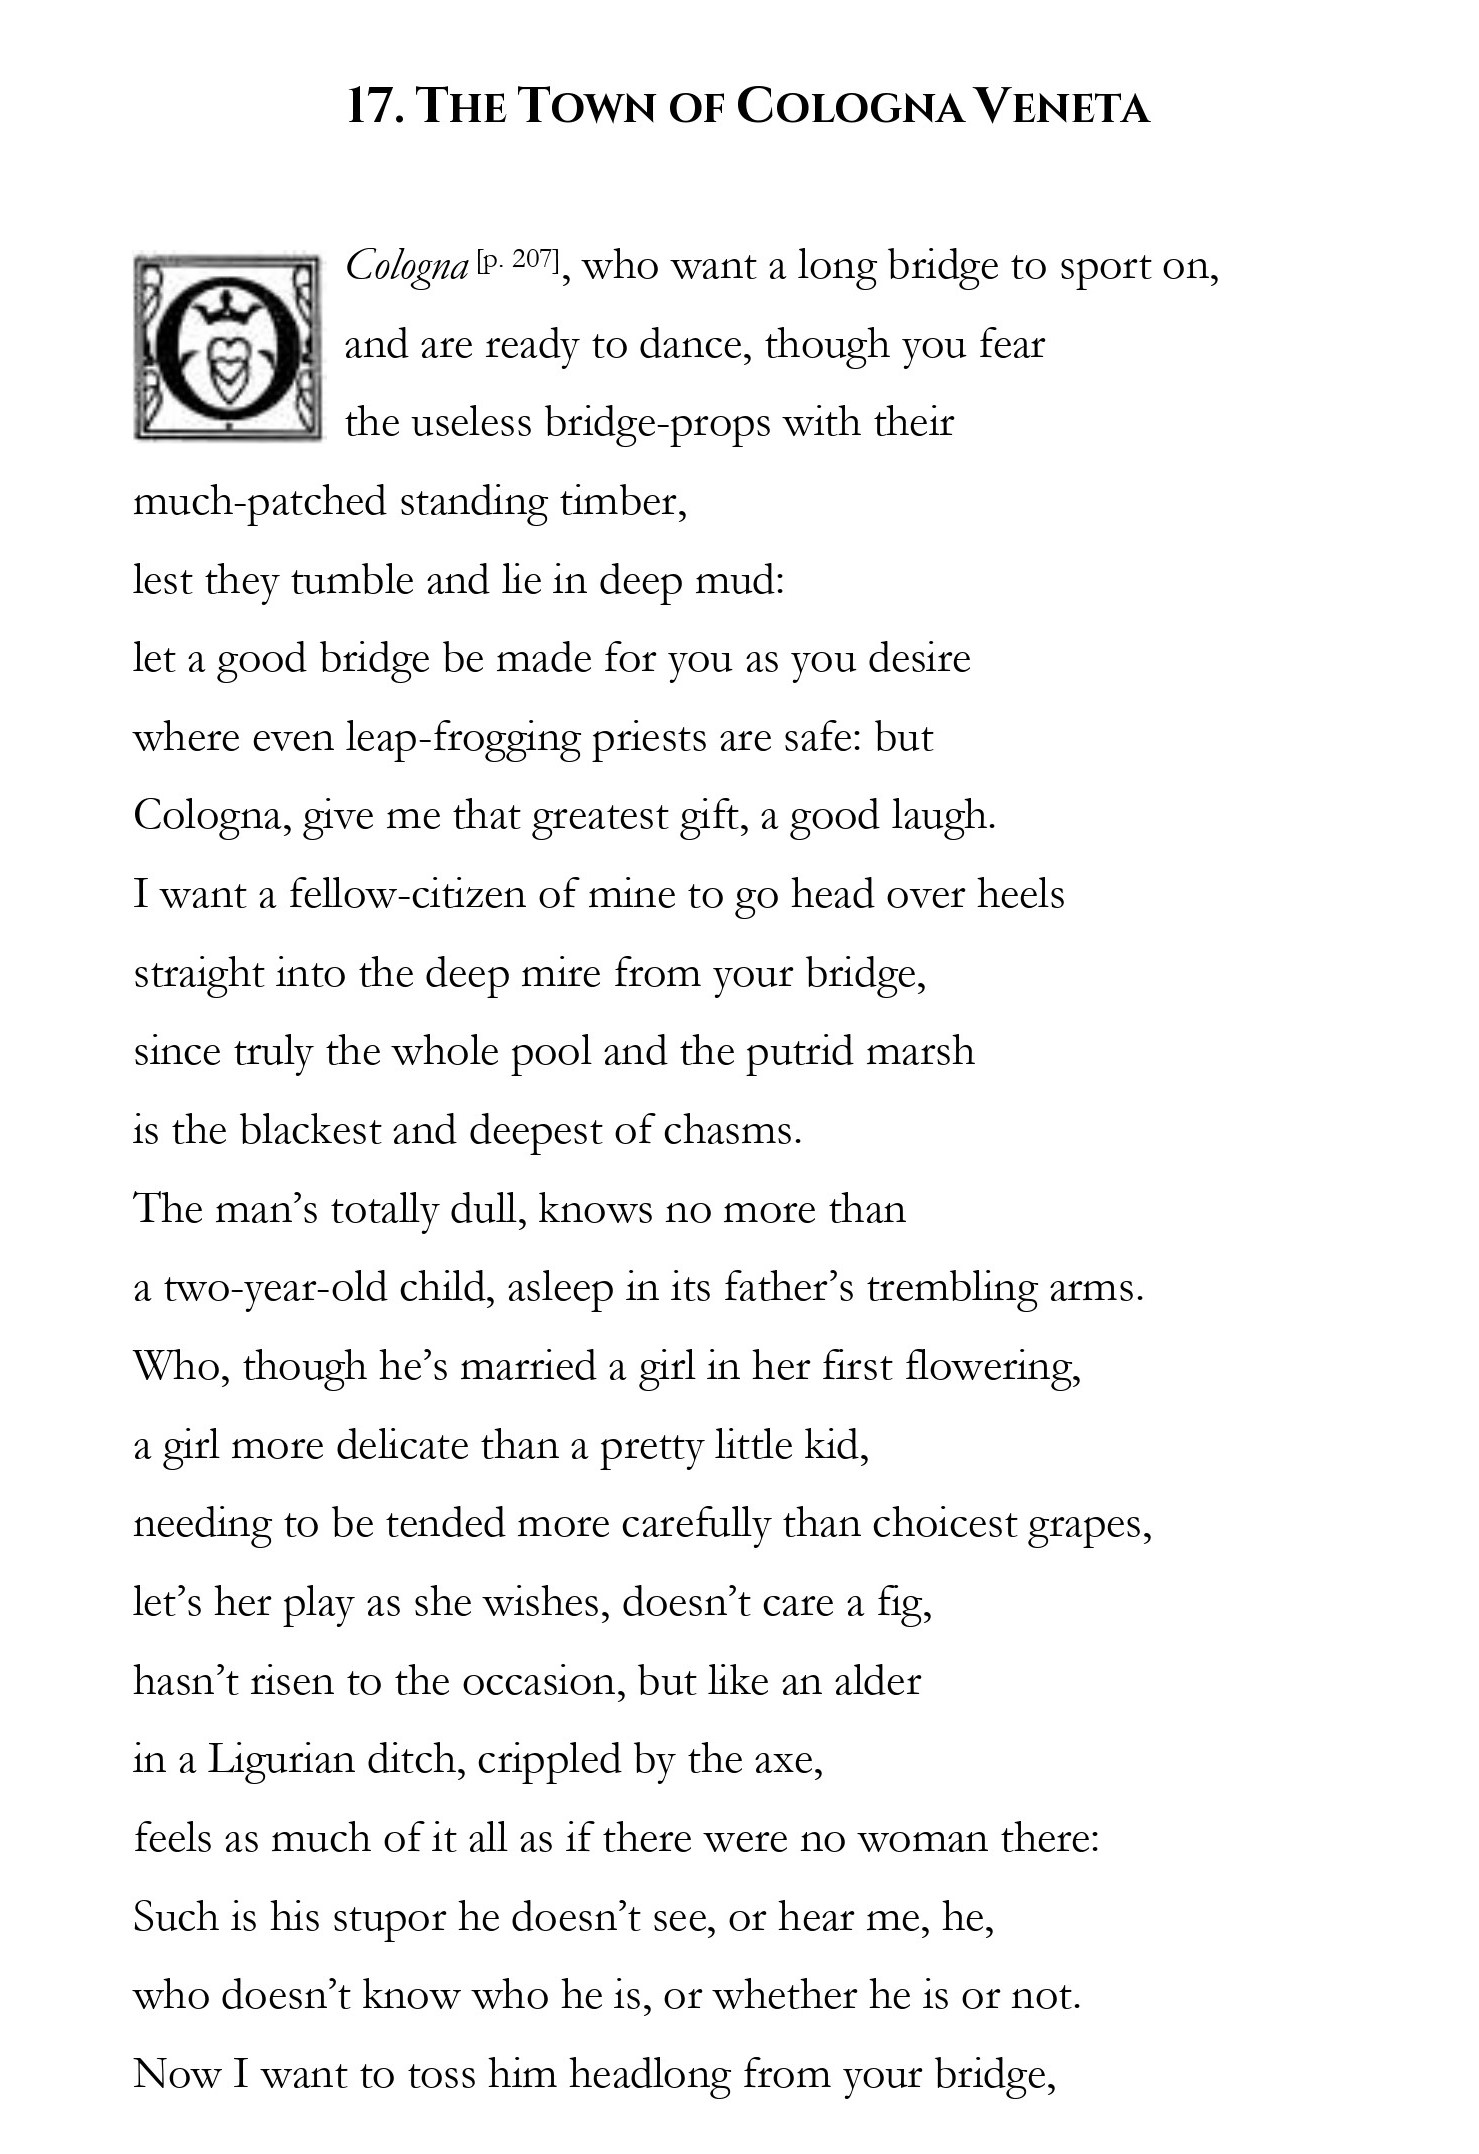 17. THE TOWN OF COLOGNA VENETA
O Cologna [p. 207], who want a long bridge to sport on,
and are ready to dance, though you fear
the useless bridge-props with their
much-patched standing timber,
lest they tumble and lie in deep mud:
let a good bridge be made for you as you desire
where even leap-frogging priests are safe: but
Cologna, give me that greatest gift, a good laugh.
I want a fellow-citizen of mine to go head over heels
straight into the deep mire from your bridge,
since truly the whole pool and the putrid marsh
is the blackest and deepest of chasms.
The man’s totally dull, knows no more than
a two-year-old child, asleep in its father’s trembling arms.
Who, though he’s married a girl in her first flowering,
a girl more delicate than a pretty little kid,
needing to be tended more carefully than choicest grapes,
let’s her play as she wishes, doesn’t care a fig,
hasn’t risen to the occasion, but like an alder
in a Ligurian ditch, crippled by the axe,
feels as much of it all as if there were no woman there:
Such is his stupor he doesn’t see, or hear me, he,
who doesn’t know who he is, or whether he is or not.
Now I want to toss him headlong from your bridge,